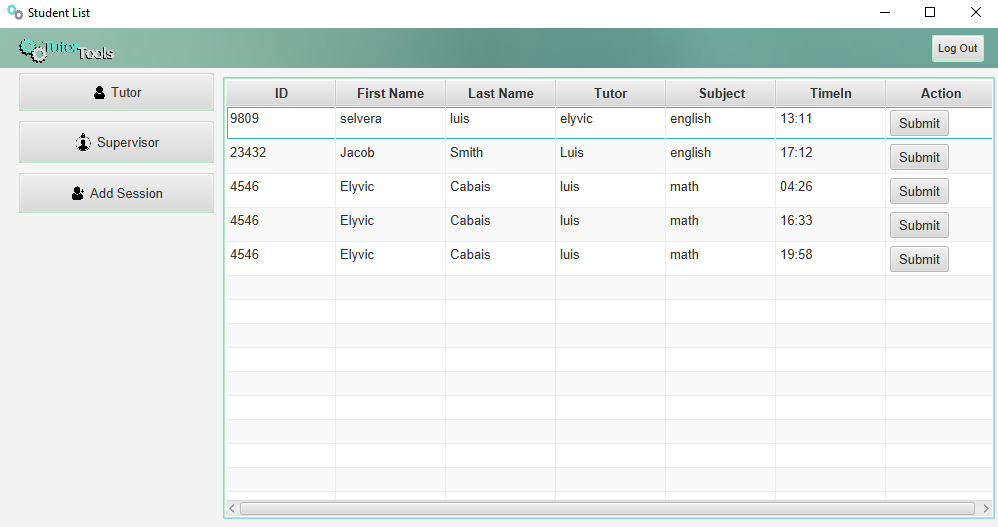 Student List
Tutor Tools
Log Out
Tutor
Supervisor
Add Session
ID First Name Last Name Tutor Subject TimeIn Action
9809 selvera luis elyvic english 13:11 Submit
23432 Jacob Smith Luis english 17:12 Submit
4546 Elyvic Cabais luis math 04:26 Submit
4546 Elyvic Cabais luis math 16:33 Submit
4546 Elyvic Cabais luis math 19:58 Submit